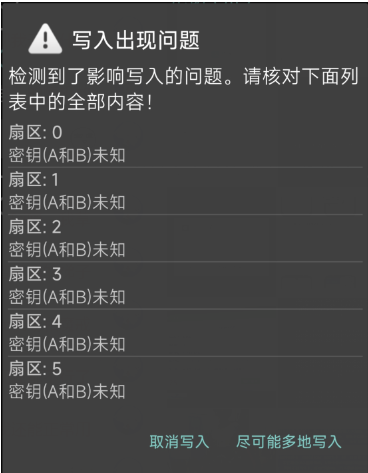 写入出现问题
检测到了影响写入的问题。请核对下面列
表中的全部内容！
扇区: 0
密钥(A和B)未知
扇区: 1
密钥(A和B)未知
扇区: 2
密钥(A和B)未知
扇区: 3
密钥(A和B)未知
扇区: 4
密钥(A和B)未知
扇区: 5
密钥(A和B)未知
取消写入 尽可能多地写入